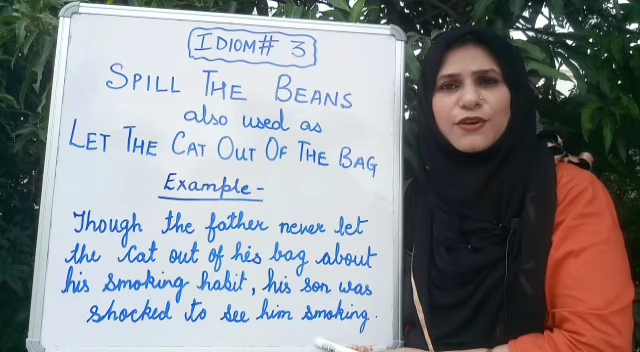 IDIOM# 3
SPILL THE BEANS
also used as
LET THE CAT OUT OF THE BAG
Example-
Though the father never let
the cat out of his bag about
his smoking habit, his son was
shocked to see him smoking.